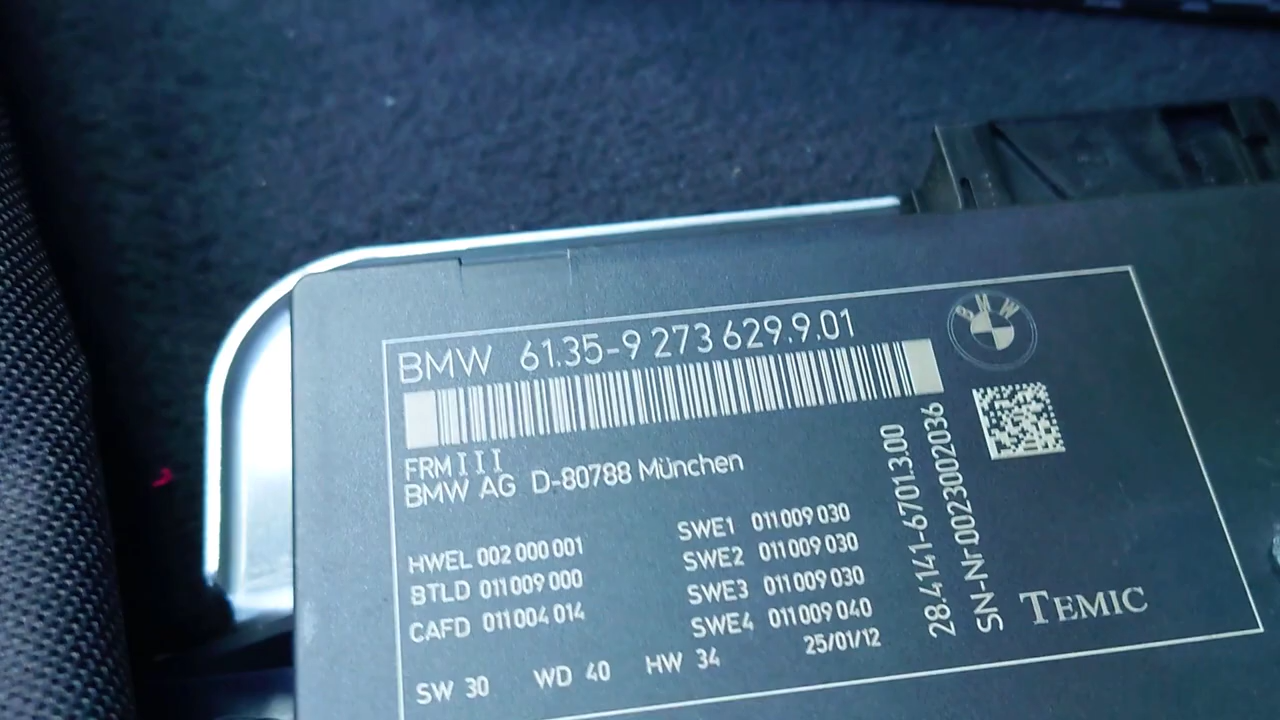 BMW 61.35-9 273 629.9.01
BMW
FRM III
BMW AG D-80788 München
HWEL 002 000 001
BTLD 011 009 000
CAFD 011 004 014
SWE1 011 009 030
SWE2 011 009 030
SWE3 011 009 030
SWE4 011 009 040
25/01/12
SW 30 WD 40 HW 34
28.4141-67013.00
SN-Nr0023002036
TEMIC